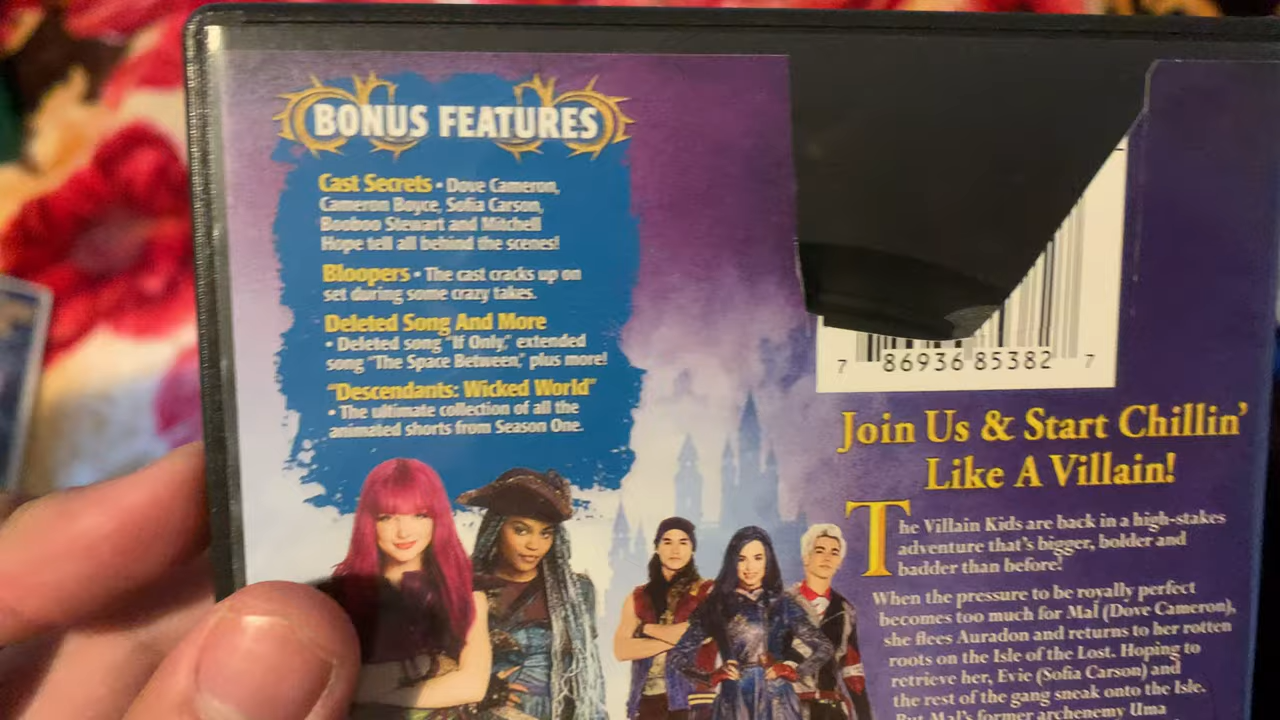 BONUS FEATURES
Cast Secrets • Dove Cameron,
Cameron Boyce, Sofia Carson,
Booboo Stewart and Mitchell
Hope tell all behind the scenes!
Bloopers • The cast cracks up on
set during some crazy takes.
Deleted Song And More
• Deleted song "If Only," extended
song "The Space Between," plus more!
"Descendants: Wicked World"
• The ultimate collection of all the
animated shorts from Season One.
7 86936 85382 7
Join Us & Start Chillin'
Like A Villain!
The Villain Kids are back in a high-stakes
adventure that's bigger, bolder and
badder than before!
When the pressure to be royally perfect
becomes too much for Mal (Dove Cameron),
she flees Auradon and returns to her rotten
roots on the Isle of the Lost. Hoping to
retrieve her, Evie (Sofia Carson) and
the rest of the gang sneak onto the Isle.
But Mal's former archenemy Uma